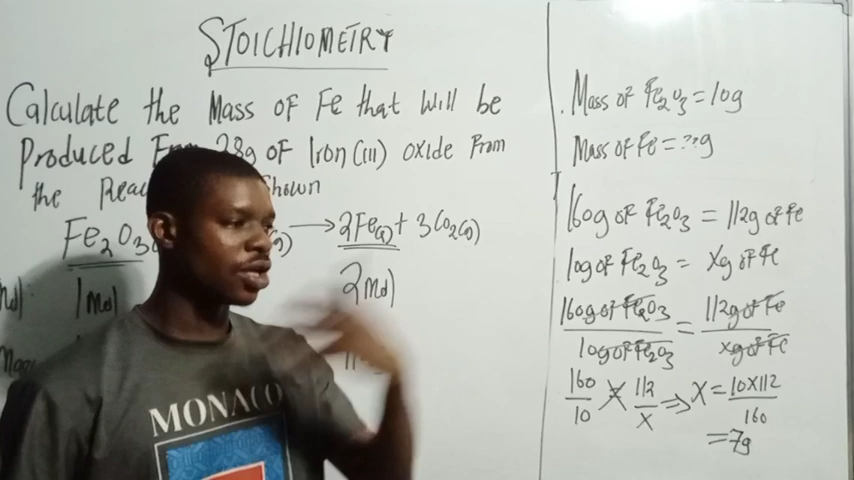 STOICHIOMETRY
Calculate the Mass of Fe that will be
Produced From 28g of Iron (III) oxide From
the Reac Shown
Fe₂O₃ → 2Fe(s) + 3CO₂(g)
1mol 2mol
MONACO
Mass of Fe₂O₃ = 10g
Mass of Fe = ??g
160g of Fe₂O₃ = 112g of Fe
10g of Fe₂O₃ = Xg of Fe
160g of Fe₂O₃ / 10g of Fe₂O₃ = 112g of Fe / xg of Fe
160/10 × 112/x ⇒ X = 10×112/160
= 7g